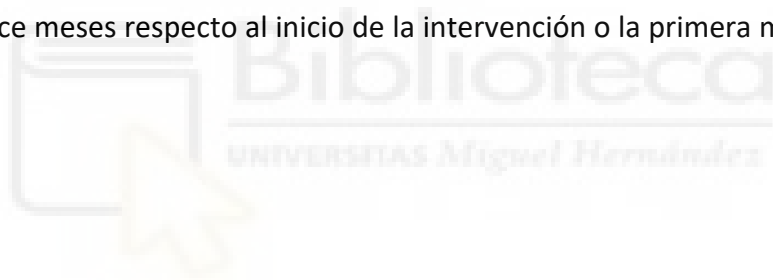 ce meses respecto al inicio de la intervención o la primera
Biblioteca
UNIVERSITAS Miguel Hernández